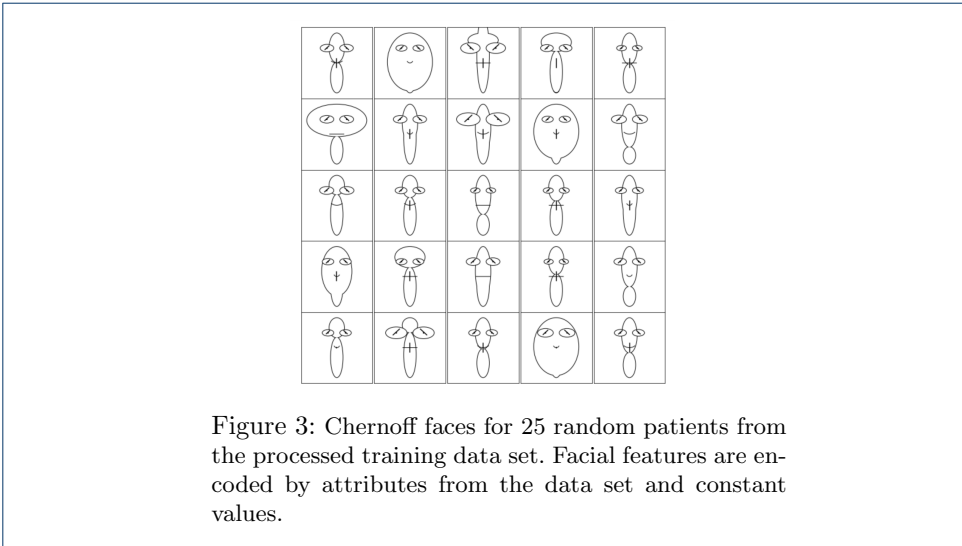 Figure 3: Chernoff faces for 25 random patients from
the processed training data set. Facial features are en-
coded by attributes from the data set and constant
values.